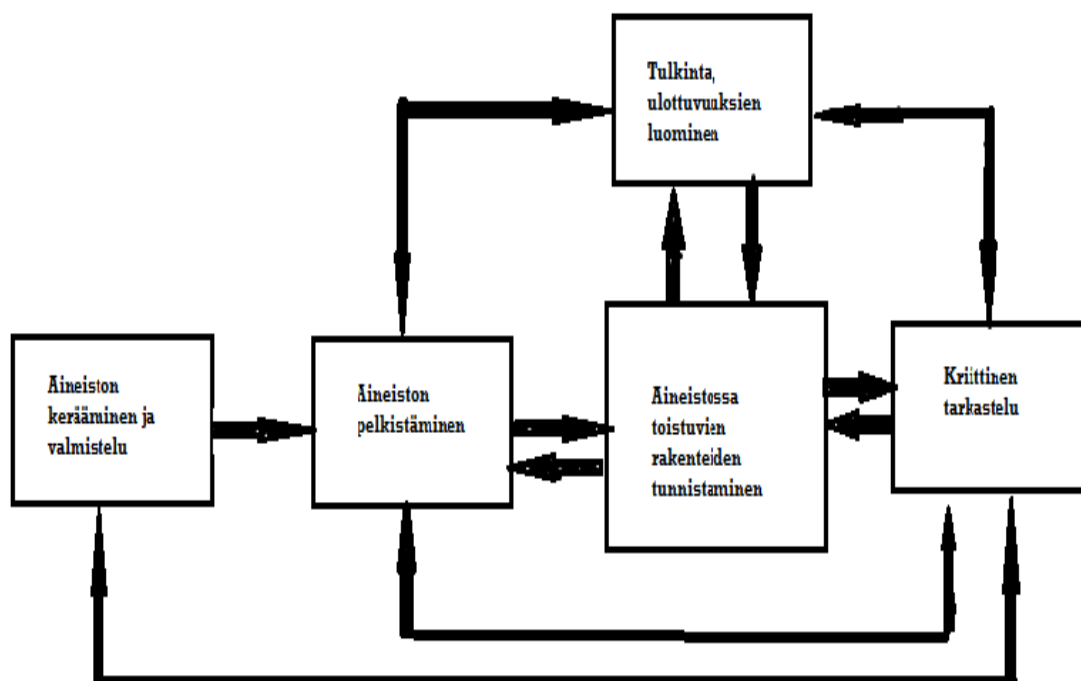 Tulkinta,
ulottuvuuksien
luominen
Aineiston
kerääminen ja
valmistelu
Aineiston
pelkistäminen
Aineistossa
toistuvien
rakenteiden
tunnistaminen
Kriittinen
tarkastelu